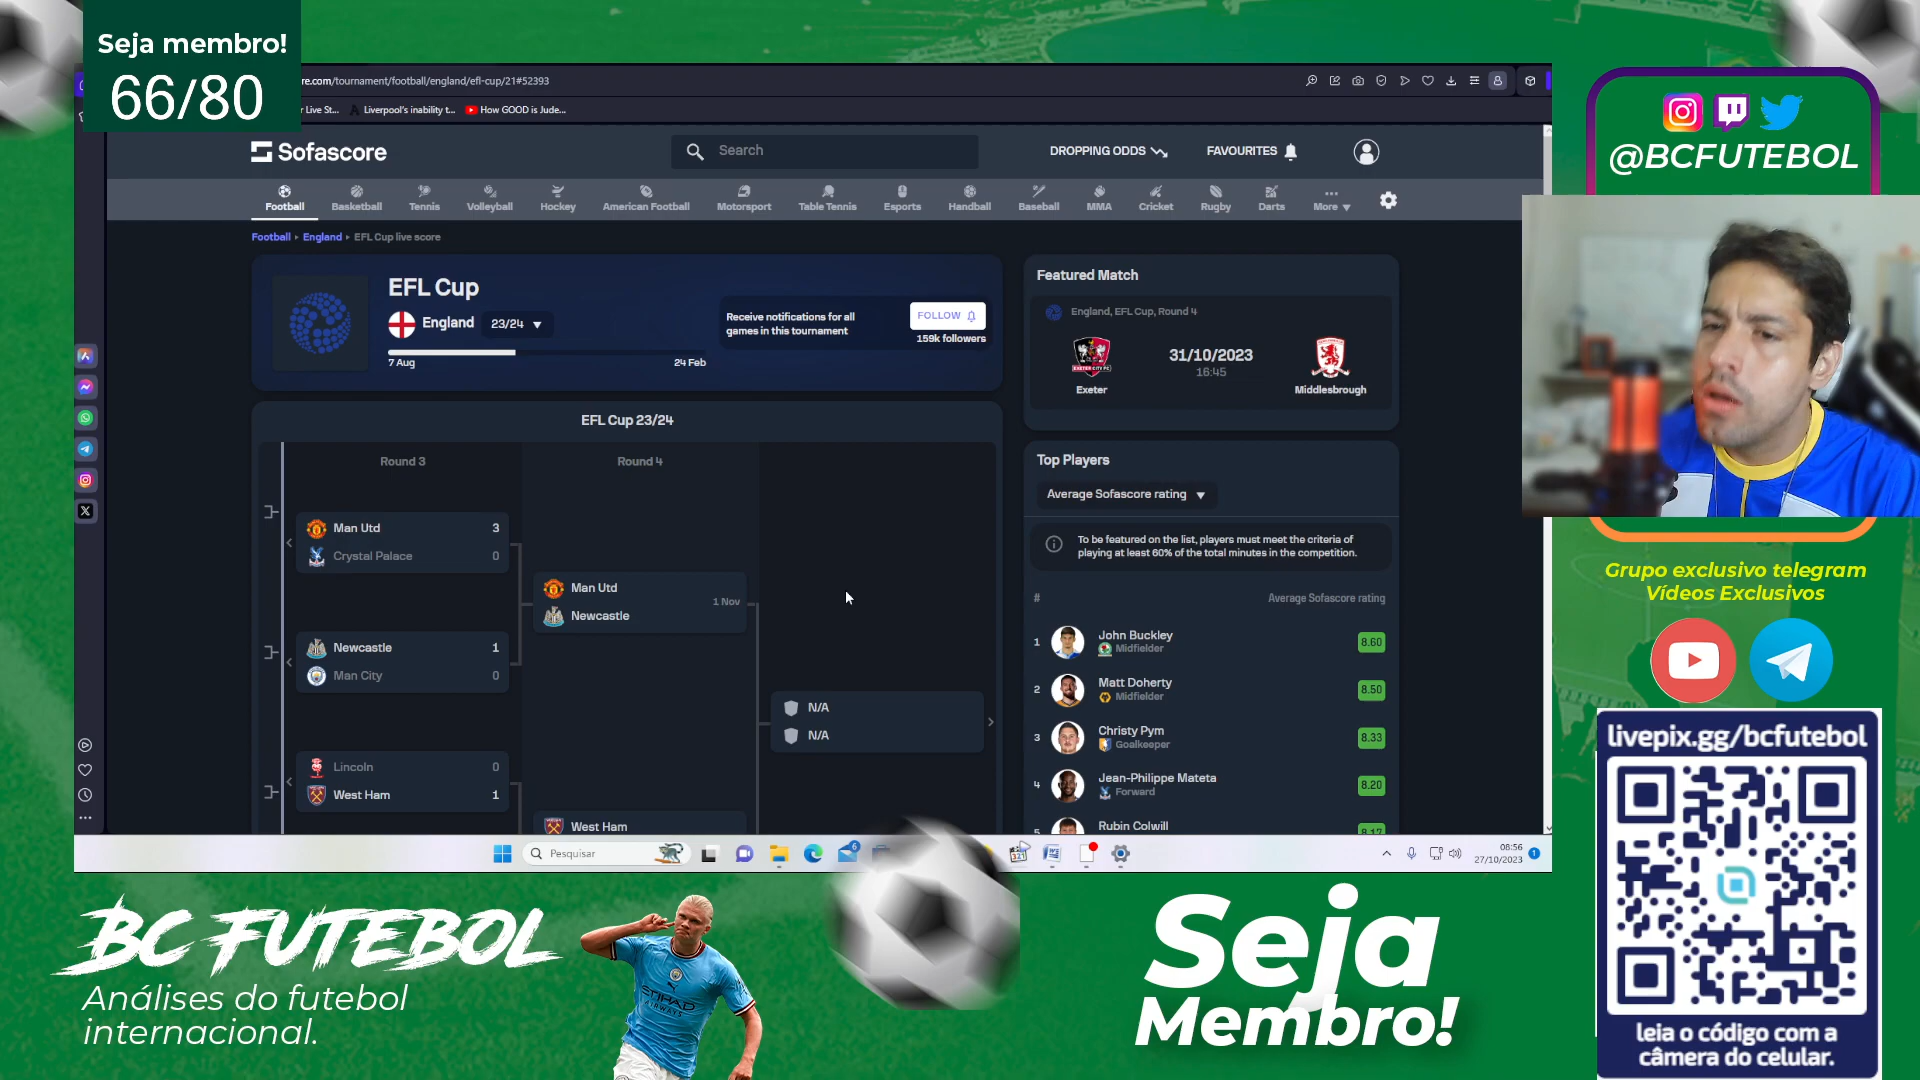 Seja membro!
66/80
re.com/tournament/football/england/efl-cup/21#52393
r Live St...
Liverpool's inability t...
How GOOD is Jude...
Sofascore
Search
DROPPING ODDS
FAVOURITES
Football
Basketball
Tennis
Volleyball
Hockey
American Football
Motorsport
Table Tennis
Esports
Handball
Baseball
MMA
Cricket
Rugby
Darts
More
Football
England
EFL Cup live score
EFL Cup
England
23/24
7 Aug
24 Feb
Receive notifications for all
games in this tournament
FOLLOW
159k followers
EFL Cup 23/24
Round 3
Round 4
Man Utd 3
Crystal Palace 0
Newcastle 1
Man City 0
Lincoln 0
West Ham 1
Man Utd
1 Nov
Newcastle
West Ham
N/A
N/A
Featured Match
England, EFL Cup, Round 4
31/10/2023
16:45
Exeter
Middlesbrough
Top Players
Average Sofascore rating
To be featured on the list, players must meet the criteria of
playing at least 60% of the total minutes in the competition.
# Average Sofascore rating
1 John Buckley 8.60
Midfielder
2 Matt Doherty 8.50
Midfielder
3 Christy Pym 8.33
Goalkeeper
4 Jean-Philippe Mateta 8.20
Forward
Rubin Colwill
Pesquisar
08:56
27/10/2023
@BCFUTEBOL
Grupo exclusivo telegram
Vídeos Exclusivos
livepix.gg/bcfutebol
leia o código com a
câmera do celular.
BC FUTEBOL
Análises do futebol
internacional.
ETIHAD
AIRWAYS
Seja
Membro!